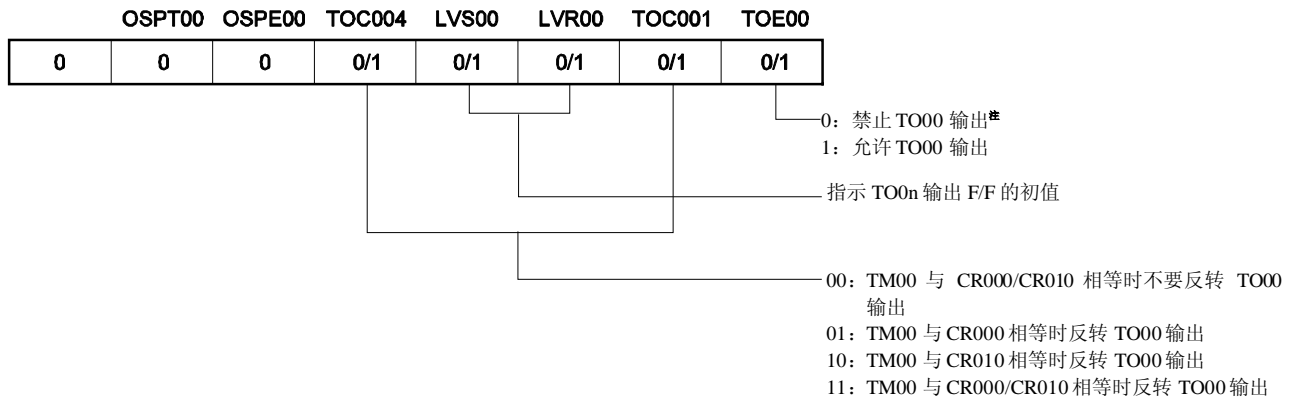 OSPT00 OSPE00 TOC004 LVS00 LVR00 TOC001 TOE00
0 0 0 0/1 0/1 0/1 0/1 0/1
0：禁止 TO00 输出注
1：允许 TO00 输出
指示 TO0n 输出 F/F 的初值
00：TM00 与 CR000/CR010 相等时不要反转 TO00
输出
01：TM00 与 CR000 相等时反转 TO00 输出
10：TM00 与 CR010 相等时反转 TO00 输出
11：TM00 与 CR000/CR010 相等时反转 TO00 输出